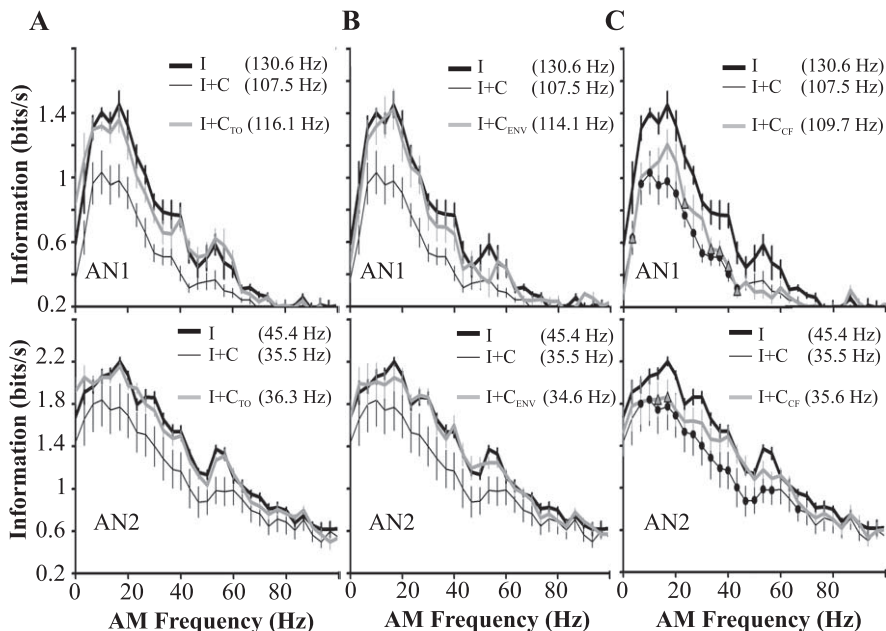 A B C
I (130.6 Hz)
I+C (107.5 Hz)
I+CTO (116.1 Hz)
I (130.6 Hz)
I+C (107.5 Hz)
I+CENV (114.1 Hz)
I (130.6 Hz)
I+C (107.5 Hz)
I+CCF (109.7 Hz)
Information (bits/s)
1.4
1
0.6
0.2
AN1 AN1 AN1
I (45.4 Hz)
I+C (35.5 Hz)
I+CTO (36.3 Hz)
I (45.4 Hz)
I+C (35.5 Hz)
I+CENV (34.6 Hz)
I (45.4 Hz)
I+C (35.5 Hz)
I+CCF (35.6 Hz)
Information (bits/s)
2.2
1.8
1.4
1
0.6
0.2
AN2 AN2 AN2
0 20 40 60 80 0 20 40 60 80 0 20 40 60 80
AM Frequency (Hz) AM Frequency (Hz) AM Frequency (Hz)